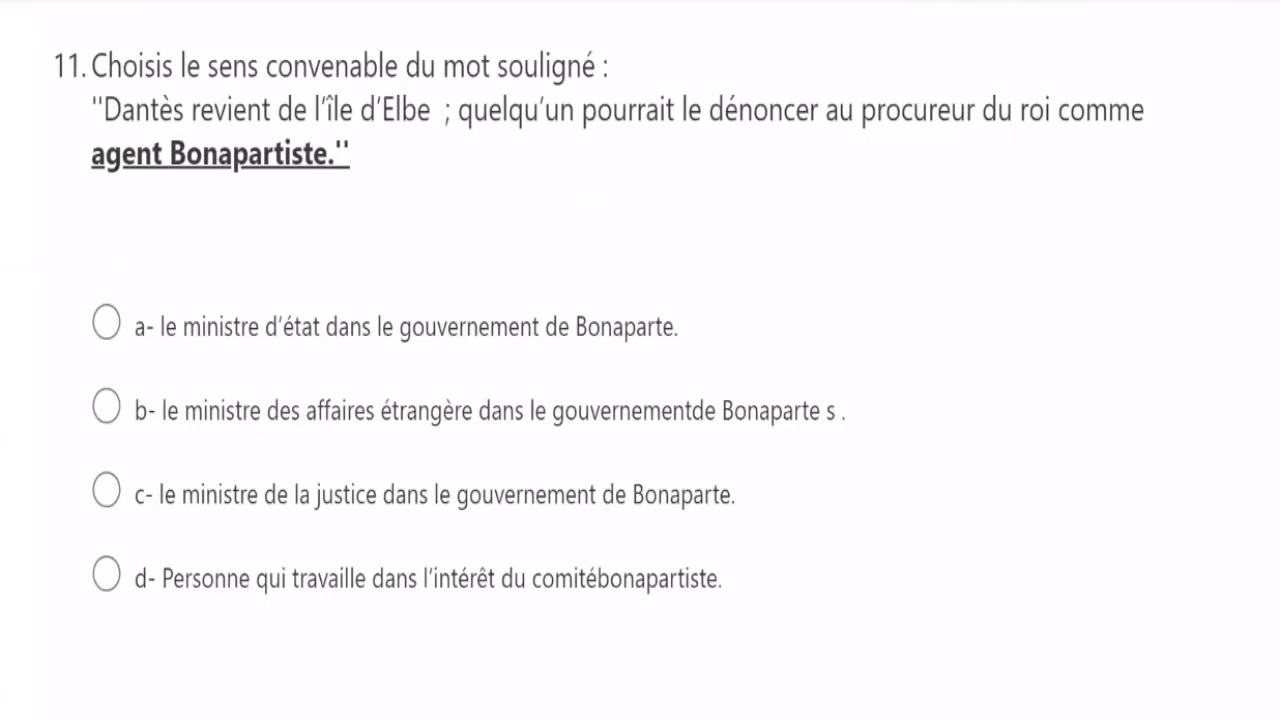 11. Choisis le sens convenable du mot souligné :
''Dantès revient de l'île d'Elbe  ; quelqu'un pourrait le dénoncer au procureur du roi comme
agent Bonapartiste.''
a- le ministre d'état dans le gouvernement de Bonaparte.
b- le ministre des affaires étrangère dans le gouvernementde Bonaparte s .
c- le ministre de la justice dans le gouvernement de Bonaparte.
d- Personne qui travaille dans l'intérêt du comitébonapartiste.